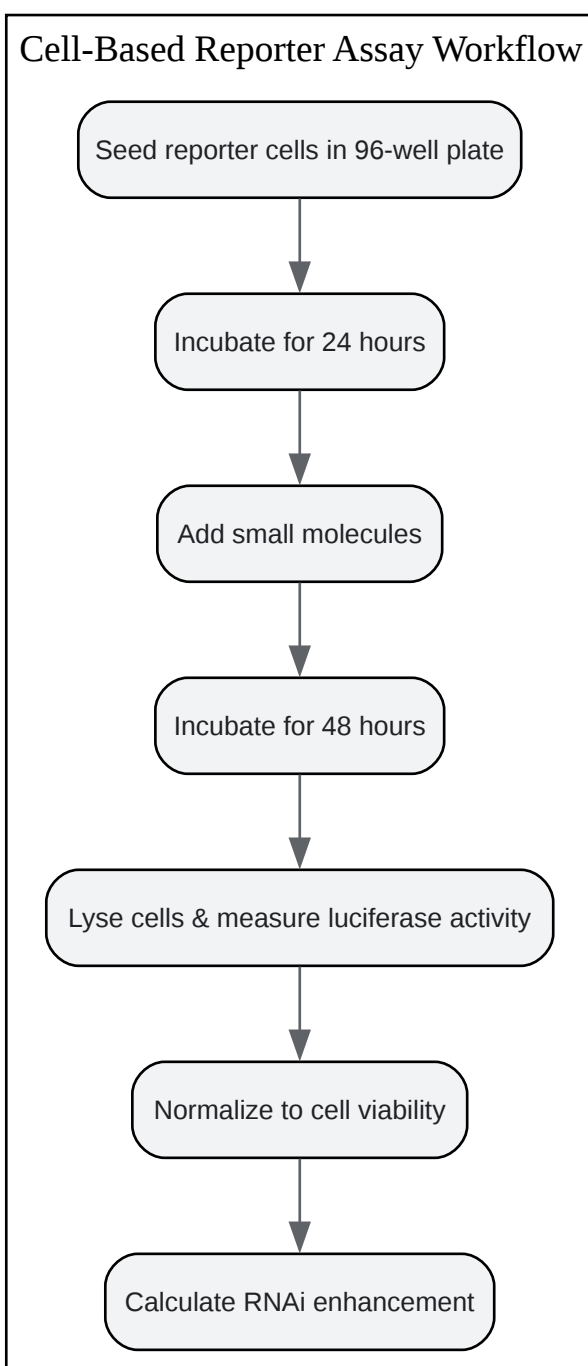 Cell-Based Reporter Assay Workflow
Seed reporter cells in 96-well plate
Incubate for 24 hours
Add small molecules
Incubate for 48 hours
Lyse cells & measure luciferase activity
Normalize to cell viability
Calculate RNAi enhancement